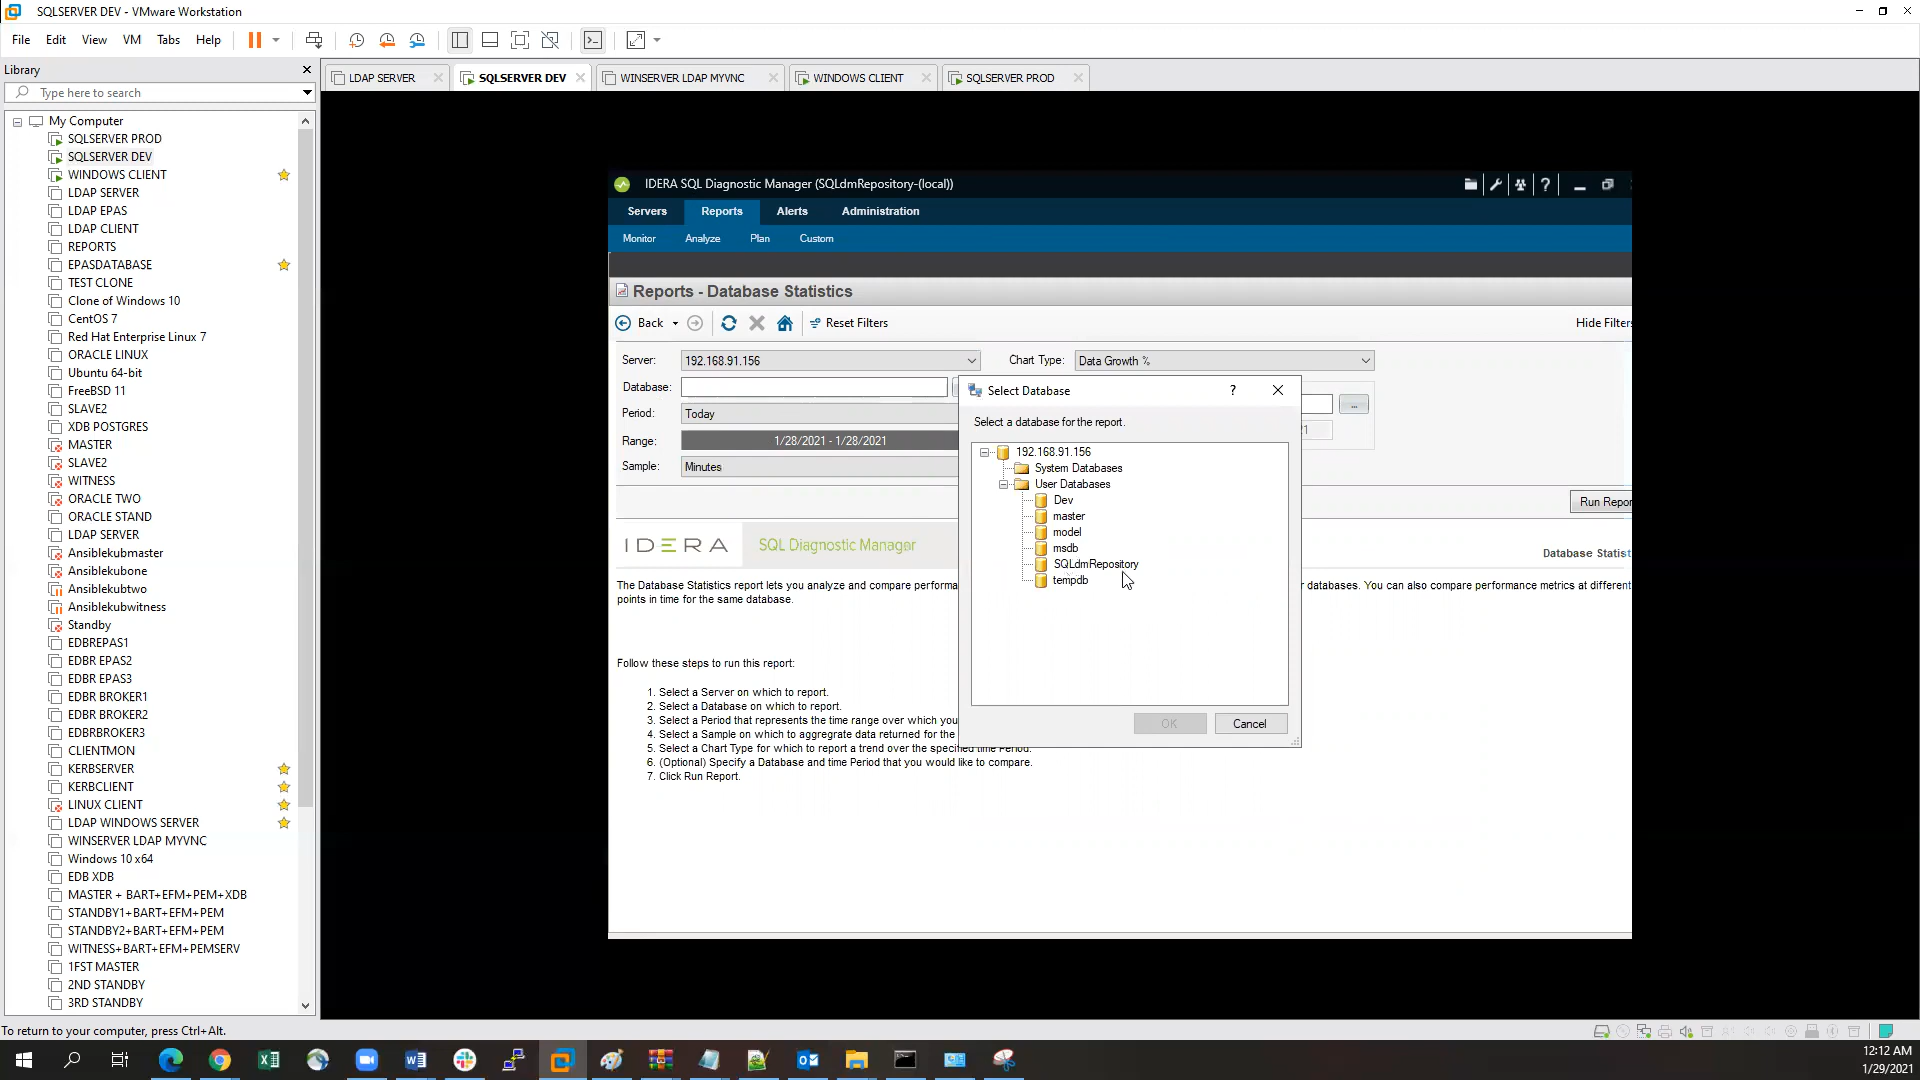 SQLSERVER DEV - VMware Workstation
File Edit View VM Tabs Help
Library
Type here to search
My Computer
SQLSERVER PROD
SQLSERVER DEV
WINDOWS CLIENT
LDAP SERVER
LDAP EPAS
LDAP CLIENT
REPORTS
EPASDATABASE
TEST CLONE
Clone of Windows 10
CentOS 7
Red Hat Enterprise Linux 7
ORACLE LINUX
Ubuntu 64-bit
FreeBSD 11
SLAVE2
XDB POSTGRES
MASTER
SLAVE2
WITNESS
ORACLE TWO
ORACLE STAND
LDAP SERVER
Ansiblekubmaster
Ansiblekubone
Ansiblekubtwo
Ansiblekubwitness
Standby
EDBREPAS1
EDBR EPAS2
EDBR EPAS3
EDBR BROKER1
EDBR BROKER2
EDBRBROKER3
CLIENTMON
KERBSERVER
KERBCLIENT
LINUX CLIENT
LDAP WINDOWS SERVER
WINSERVER LDAP MYVNC
Windows 10 x64
EDB XDB
MASTER + BART+EFM+PEM+XDB
STANDBY1+BART+EFM+PEM
STANDBY2+BART+EFM+PEM
WITNESS+BART+EFM+PEMSERV
1FST MASTER
2ND STANDBY
3RD STANDBY
LDAP SERVER SQLSERVER DEV WINSERVER LDAP MYVNC WINDOWS CLIENT SQLSERVER PROD
IDERA SQL Diagnostic Manager (SQLdmRepository-(local))
Servers Reports Alerts Administration
Monitor Analyze Plan Custom
Reports - Database Statistics
Back Reset Filters Hide Filters
Server: 192.168.91.156 Chart Type: Data Growth %
Database:
Period: Today
Range: 1/28/2021 - 1/28/2021
Sample: Minutes
...
Run Repor
Select Database ?
Select a database for the report.
192.168.91.156
System Databases
User Databases
Dev
master
model
msdb
SQLdmRepository
tempdb
OK Cancel
IDERA SQL Diagnostic Manager Database Statist
The Database Statistics report lets you analyze and compare performa
r databases. You can also compare performance metrics at different
points in time for the same database.
Follow these steps to run this report:
1. Select a Server on which to report.
2. Select a Database on which to report.
3. Select a Period that represents the time range over which you
4. Select a Sample on which to aggregrate data returned for the
5. Select a Chart Type for which to report a trend over the specified time Period.
6. (Optional) Specify a Database and time Period that you would like to compare.
7. Click Run Report.
To return to your computer, press Ctrl+Alt.
12:12 AM
1/29/2021